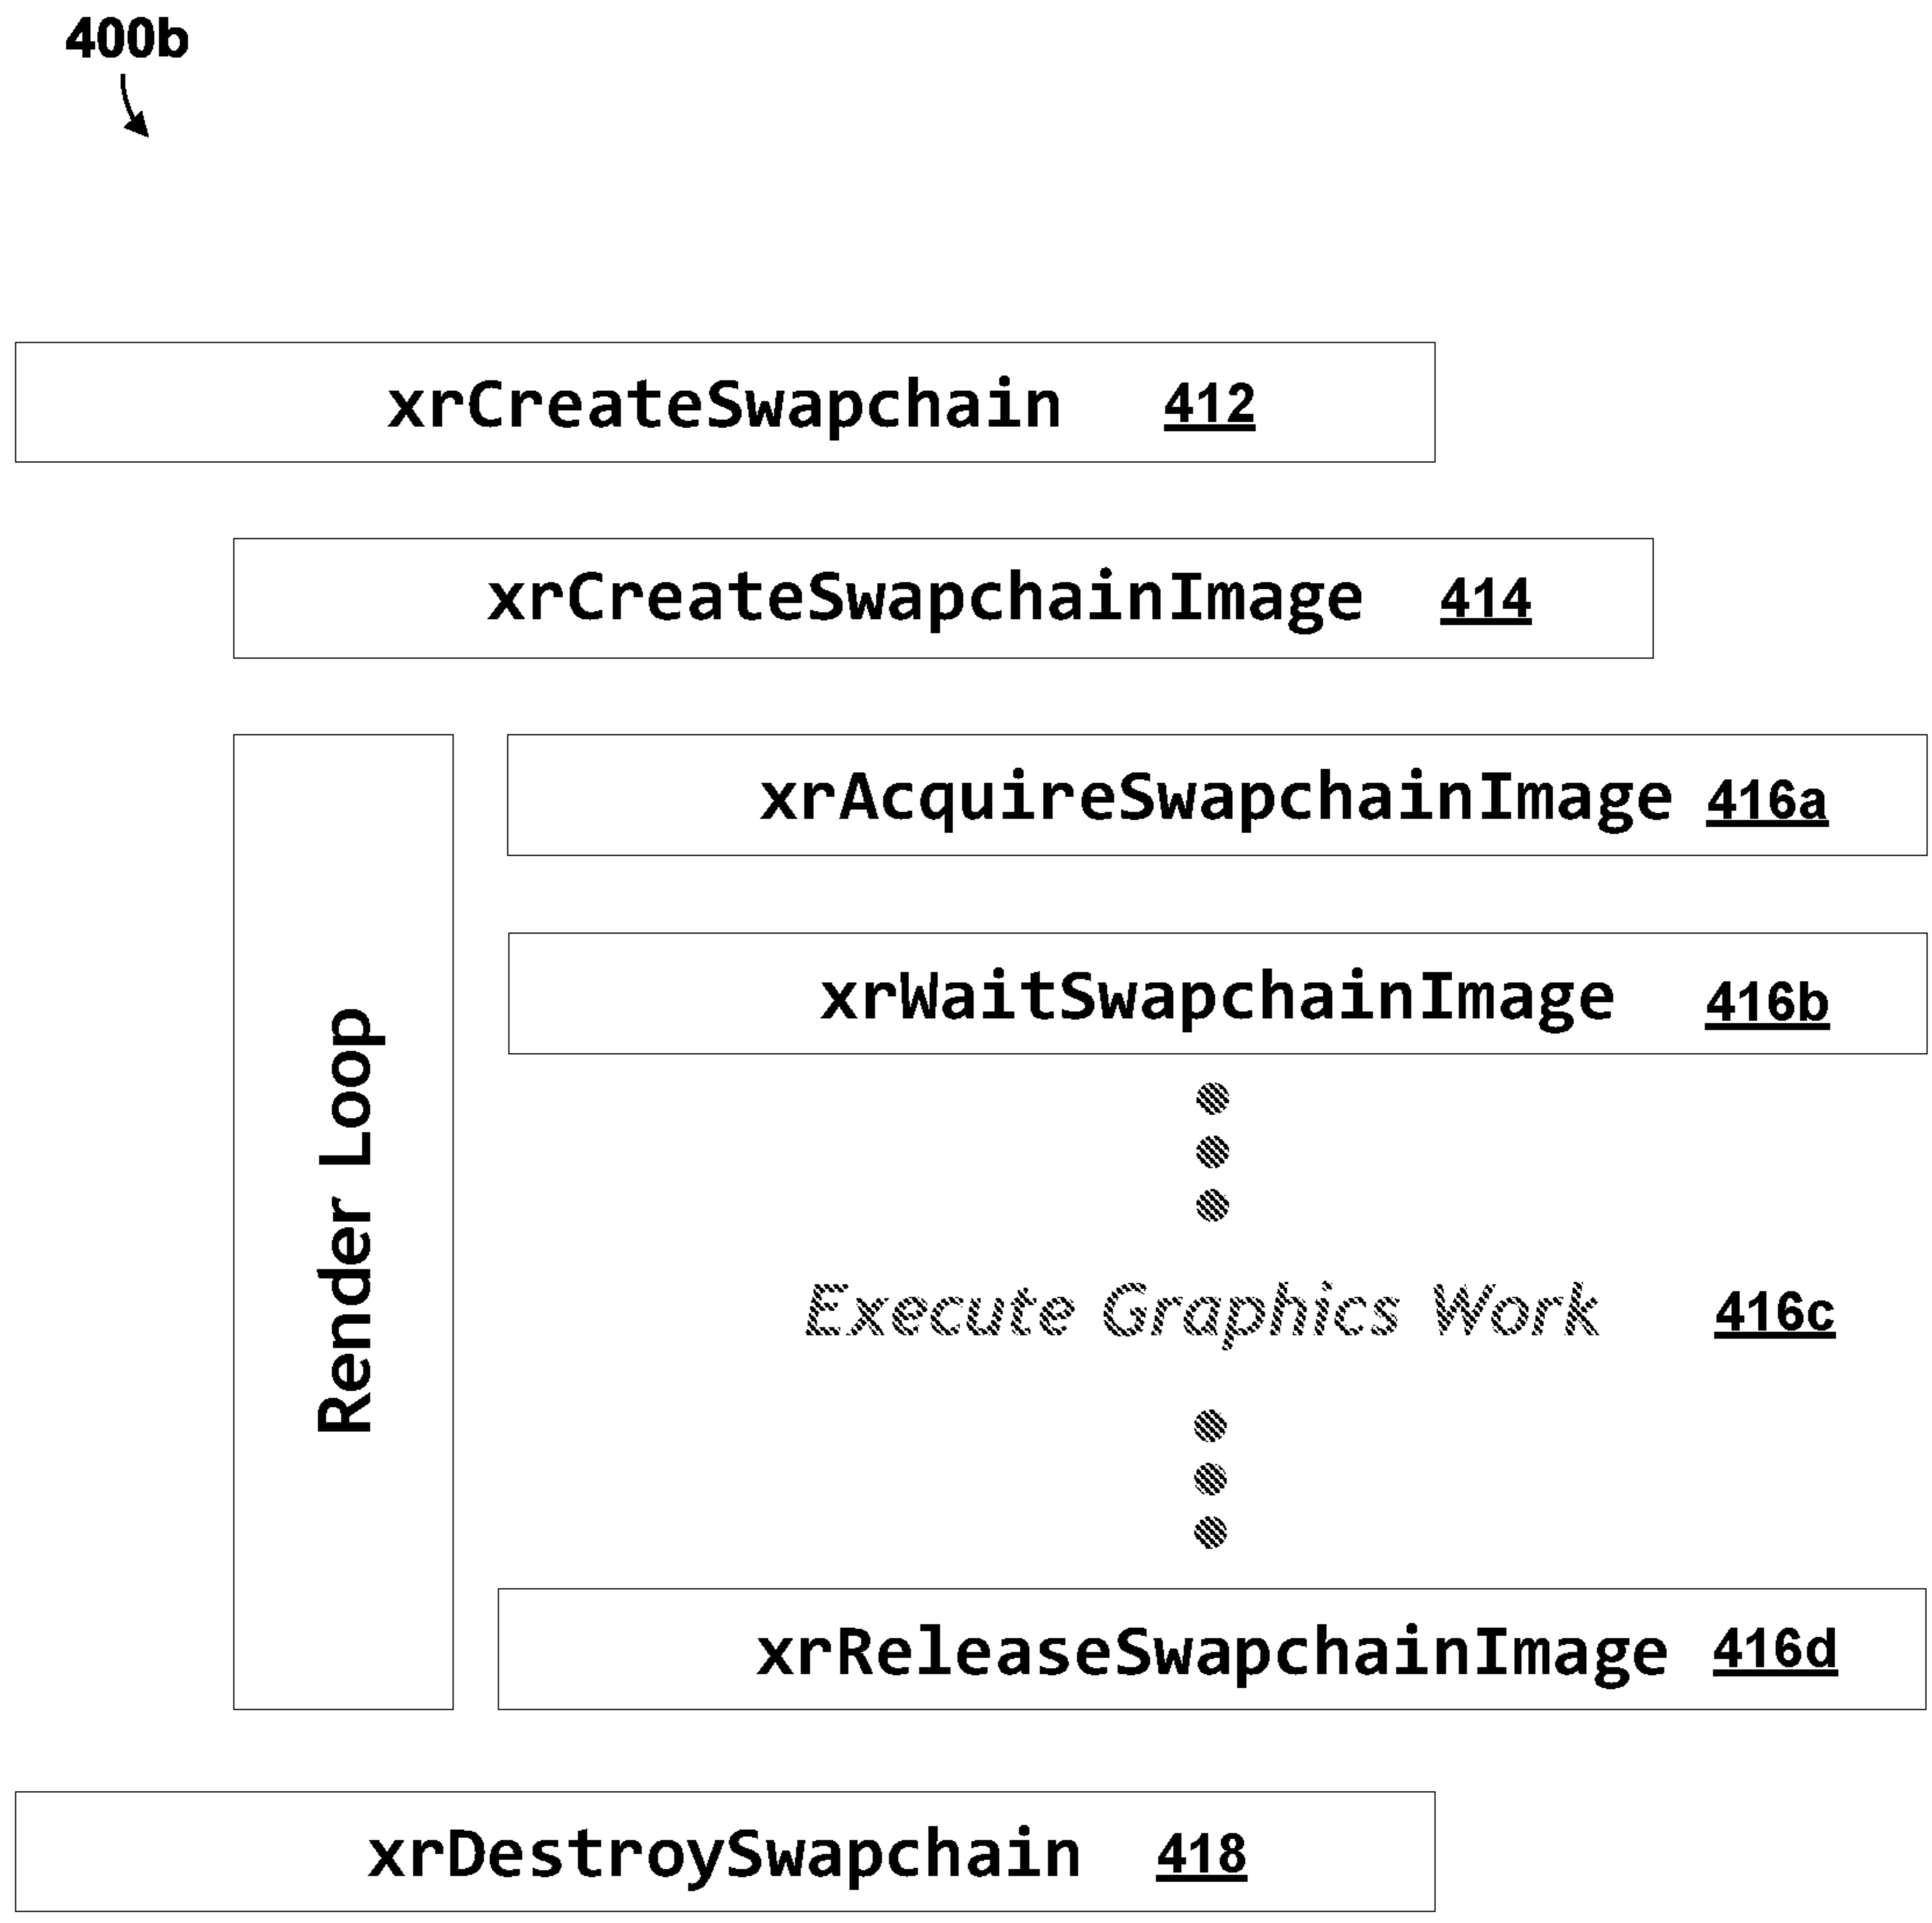 400b
xrCreateSwapchain 412
xrCreateSwapchainImage 414
Render Loop
xrAcquireSwapchainImage 416a
xrWaitSwapchainImage 416b
Execute Graphics Work 416c
xrReleaseSwapchainImage 416d
xrDestroySwapchain 418